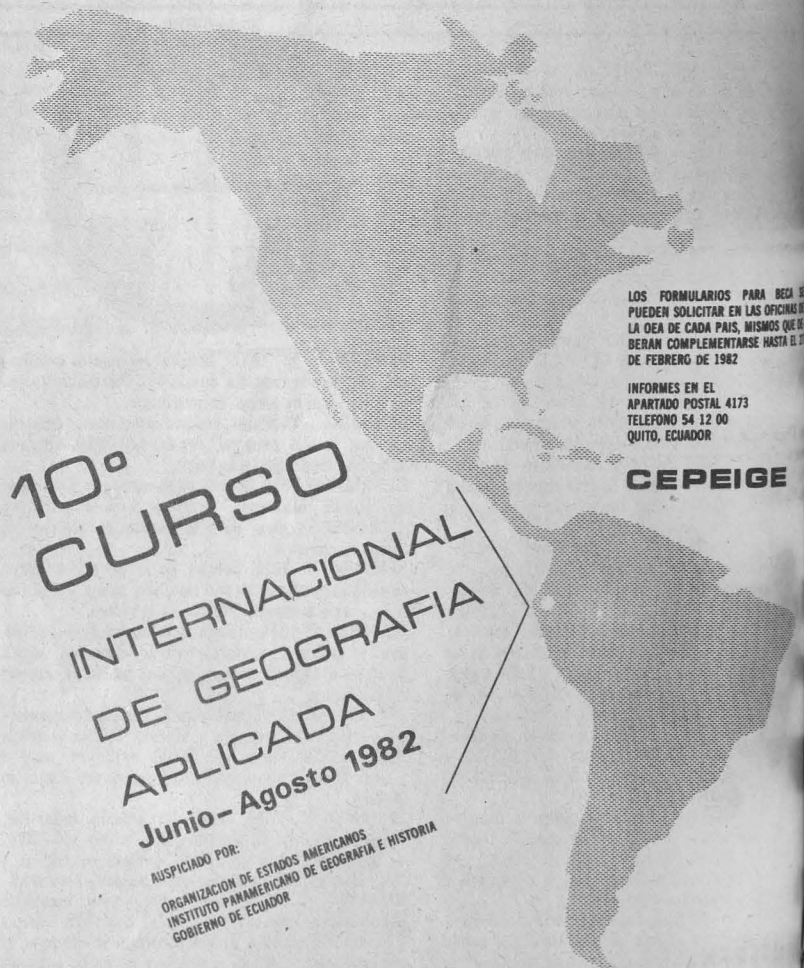 10º
CURSO
INTERNACIONAL
DE GEOGRAFIA
APLICADA
Junio-Agosto 1982
AUSPICIADO POR:
ORGANIZACION DE ESTADOS AMERICANOS
INSTITUTO PANAMERICANO DE GEOGRAFIA E HISTORIA
GOBIERNO DE ECUADOR
LOS FORMULARIOS PARA BECA
PUEDEN SOLICITAR EN LAS OFICINAS
LA OEA DE CADA PAIS, MISMOS QUE DE
BERAN COMPLEMENTARSE HASTA EL
DE FEBRERO DE 1982
INFORMES EN EL
APARTADO POSTAL 4173
TELEFONO 54 12 00
QUITO, ECUADOR
CEPEIGE